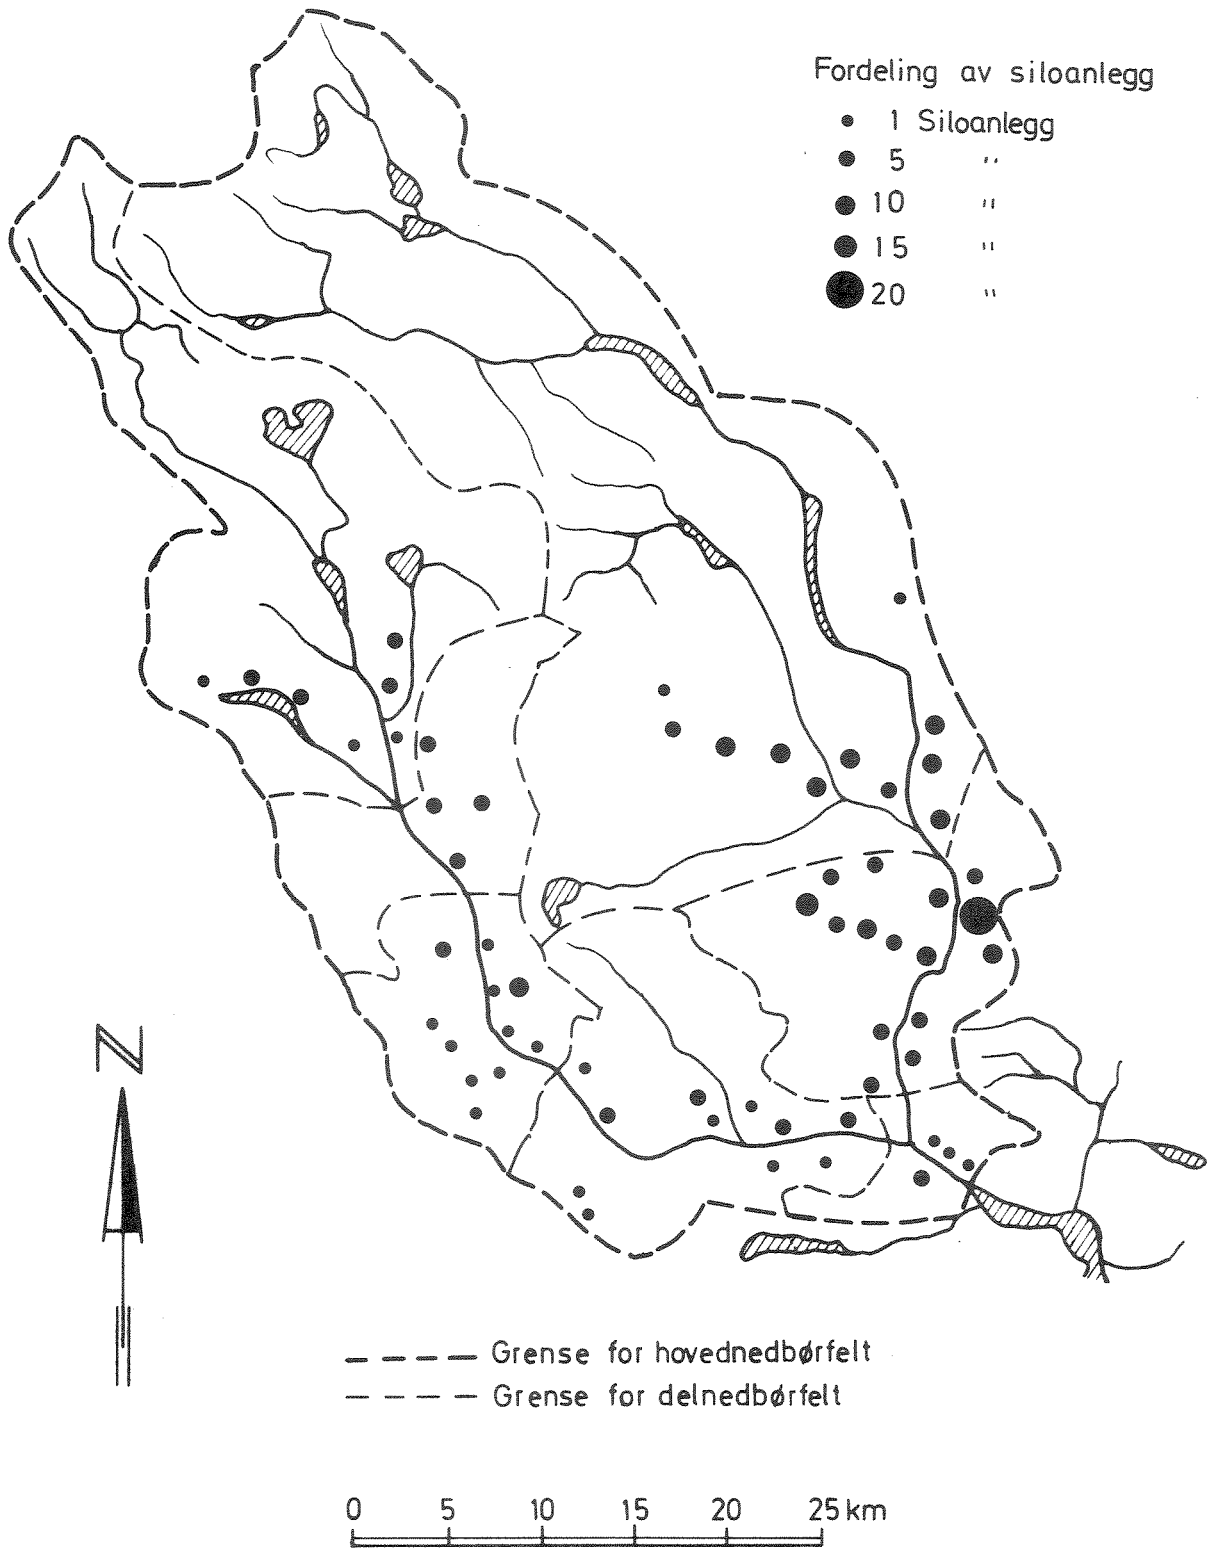 Fordeling av siloanlegg
1 Siloanlegg
5 "
10 "
15 "
20 "
N
Grense for hovednedbørfelt
Grense for delnedbørfelt
0 5 10 15 20 25 km